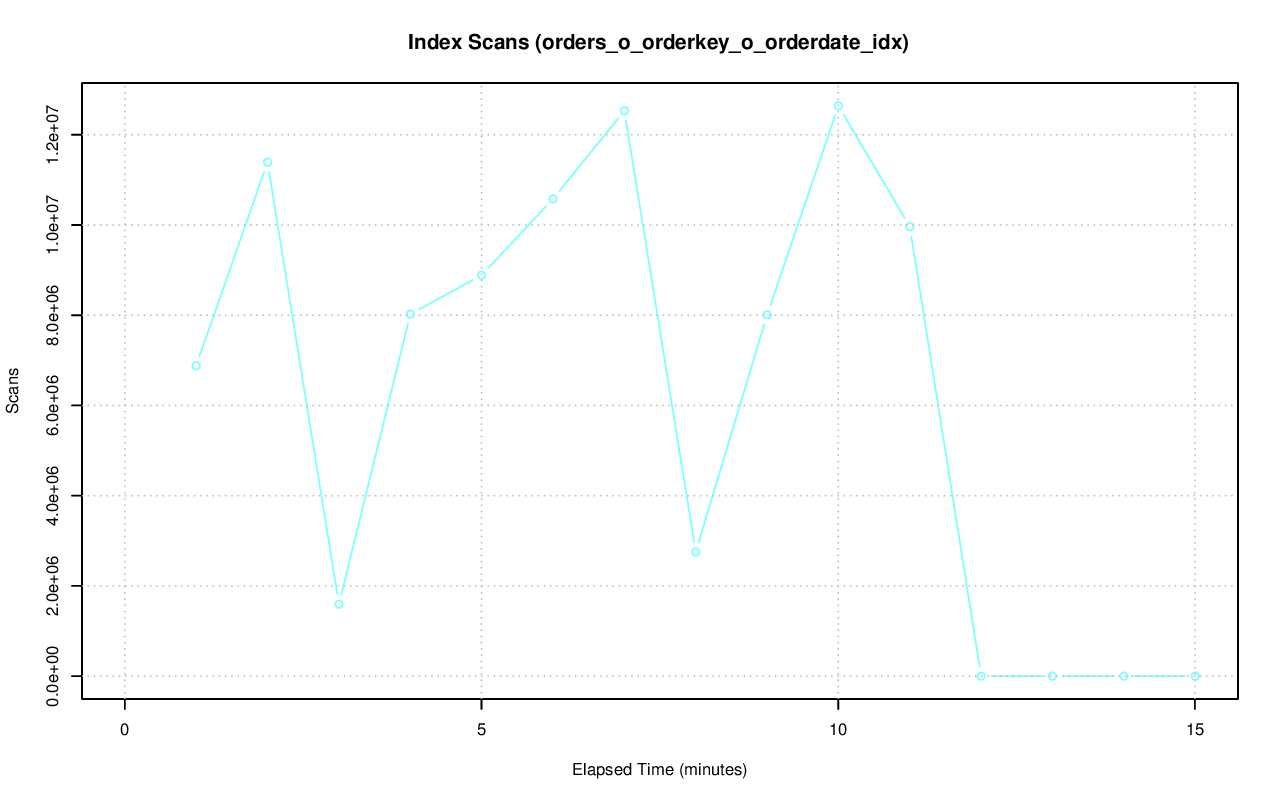 Index Scans (orders_o_orderkey_o_orderdate_idx)
Scans
1.2e+07
1.0e+07
8.0e+06
6.0e+06
4.0e+06
2.0e+06
0.0e+00
0 5 10 15
Elapsed Time (minutes)